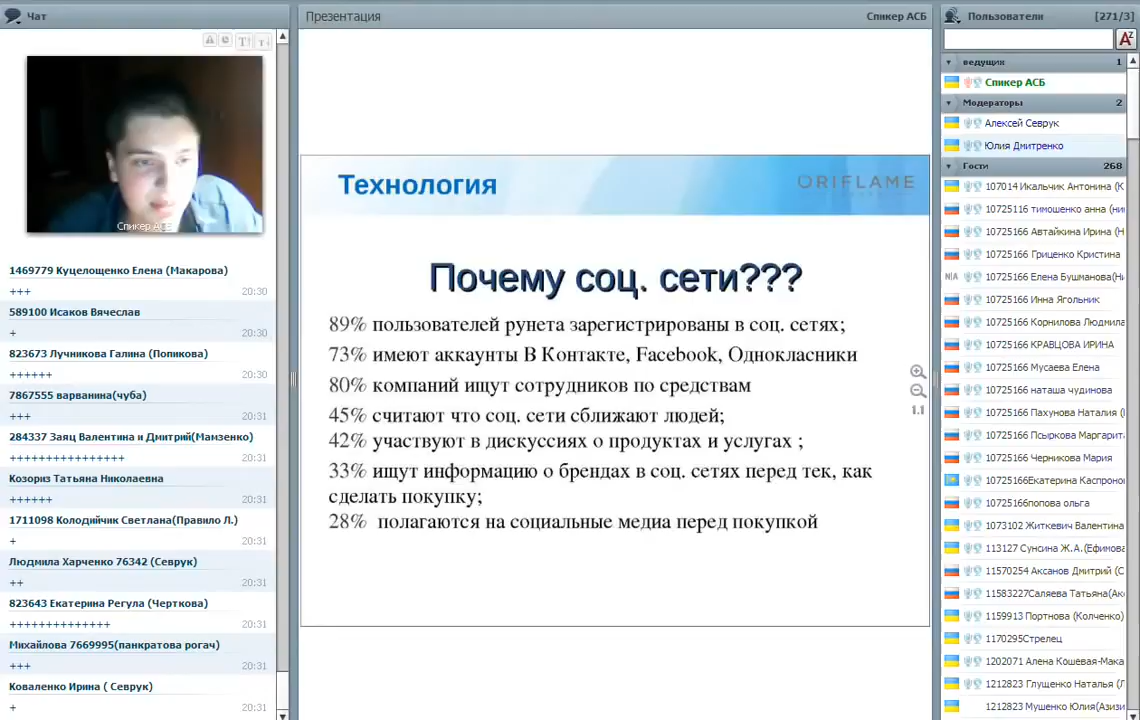 Чат
Спикер АСБ
1469779 Куцелощенко Елена (Макарова)
+++
20:30
589100 Исаков Вячеслав
+
20:30
823673 Лучникова Галина (Попикова)
++++++
20:30
7867555 варванина(чуба)
+++
20:31
284337 Заяц Валентина и Дмитрий(Мамзенко)
++++++++++++++++
20:31
Козориз Татьяна Николаевна
++++++
20:31
1711098 Колодийчик Светлана(Правило Л.)
+
20:31
Людмила Харченко 76342 (Севрук)
++
20:31
823643 Екатерина Регула (Черткова)
++++++++++++++
20:31
Михайлова 7669995(панкратова рогач)
+++
20:31
Коваленко Ирина ( Севрук)
+
20:31
Презентация
Спикер АСБ
Технология
ORIFLAME
Почему соц. сети???
89% пользователей рунета зарегистрированы в соц. сетях;
73% имеют аккаунты В Контакте, Facebook, Однокласники
80% компаний ищут сотрудников по средствам
45% считают что соц. сети сближают людей;
42% участвуют в дискуссиях о продуктах и услугах ;
33% ищут информацию о брендах в соц. сетях перед тек, как
сделать покупку;
28% полагаются на социальные медиа перед покупкой
1.1
Пользователи
[271/3]
ведущих
1
Спикер АСБ
Модераторы
2
Алексей Севрук
Юлия Дмитренко
Гости
268
107014 Икальчик Антонина (К
10725116 тимошенко анна (ни
10725166 Автайкина Ирина (Н
10725166 Гриценко Кристина
N/A
10725166 Елена Бушманова(Ни
10725166 Инна Ягольник
10725166 Корнилова Людмила
10725166 КРАВЦОВА ИРИНА
10725166 Мусаева Елена
10725166 наташа чудинова
10725166 Пахунова Наталия (
10725166 Псыркова Маргарит
10725166 Черникова Мария
10725166Екатерина Каспроно
10725166попова ольга
1073102 Житкевич Валентина
113127 Сунсина Ж.А.(Ефимова
11570254 Аксанов Дмитрий (С
11583227Саляева Татьяна(Ак
1159913 Портнова (Колченко)
1170295Стрелец
1202071 Алена Кошевая-Мака
1212823 Глущенко Наталья (Л
1212823 Мушенко Юлия(Азизи